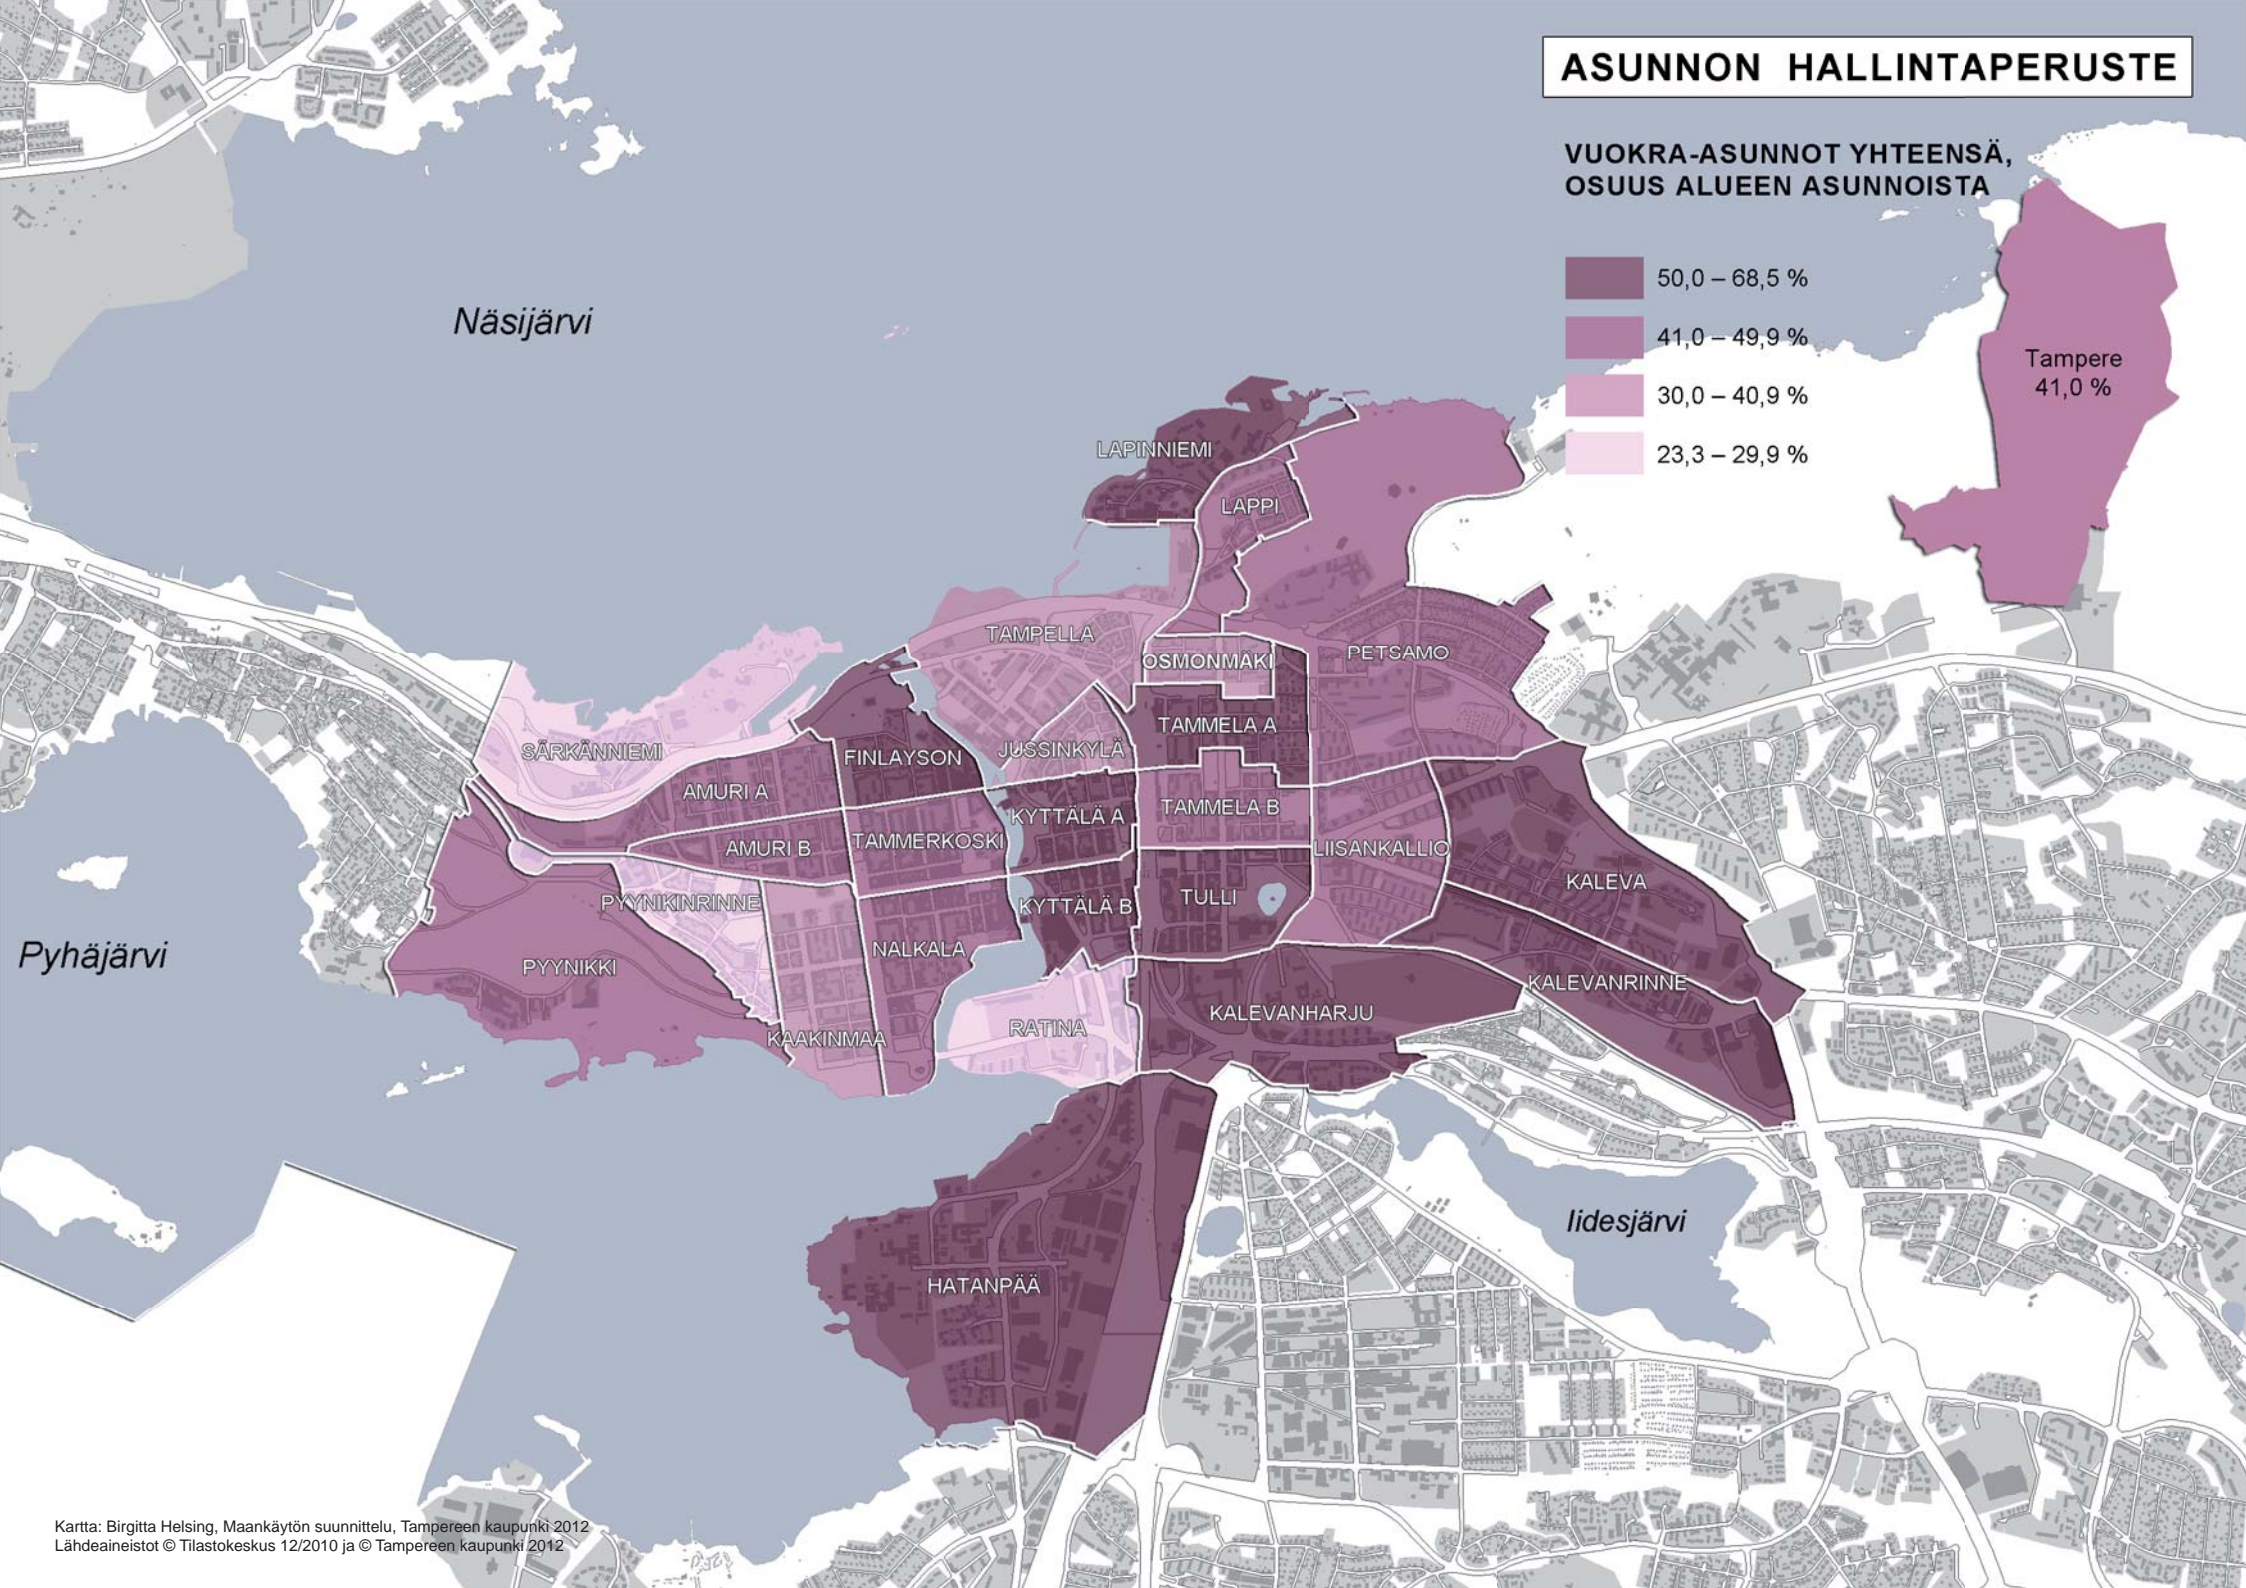 ASUNNON HALLINTAPERUSTE
VUOKRA-ASUNNOT YHTEENSÄ,
OSUUS ALUEEN ASUNNOISTA
50,0 – 68,5 %
41,0 – 49,9 %
30,0 – 40,9 %
23,3 – 29,9 %
Tampere
41,0 %
Näsijärvi
LAPINNIEMI
LAPPI
TAMPELLA
OSMONMÄKI
PETSAMO
SÄRKÄNNIEMI
FINLAYSON
JUSSINKYLÄ
TAMMELA A
AMURI A
KYTTÄLÄ A
TAMMELA B
AMURI B
TAMMERKOSKI
LIISANKALLIO
KALEVA
PYYNIKINRINNE
KYTTÄLÄ B
TULLI
NALKALA
Pyhäjärvi
PYYNIKKI
KALEVANRINNE
KAAKINMAA
RATINA
KALEVANHARJU
Iidesjärvi
HATANPÄÄ
Kartta: Birgitta Helsing, Maankäytön suunnittelu, Tampereen kaupunki 2012
Lähdeaineistot © Tilastokeskus 12/2010 ja © Tampereen kaupunki 2012